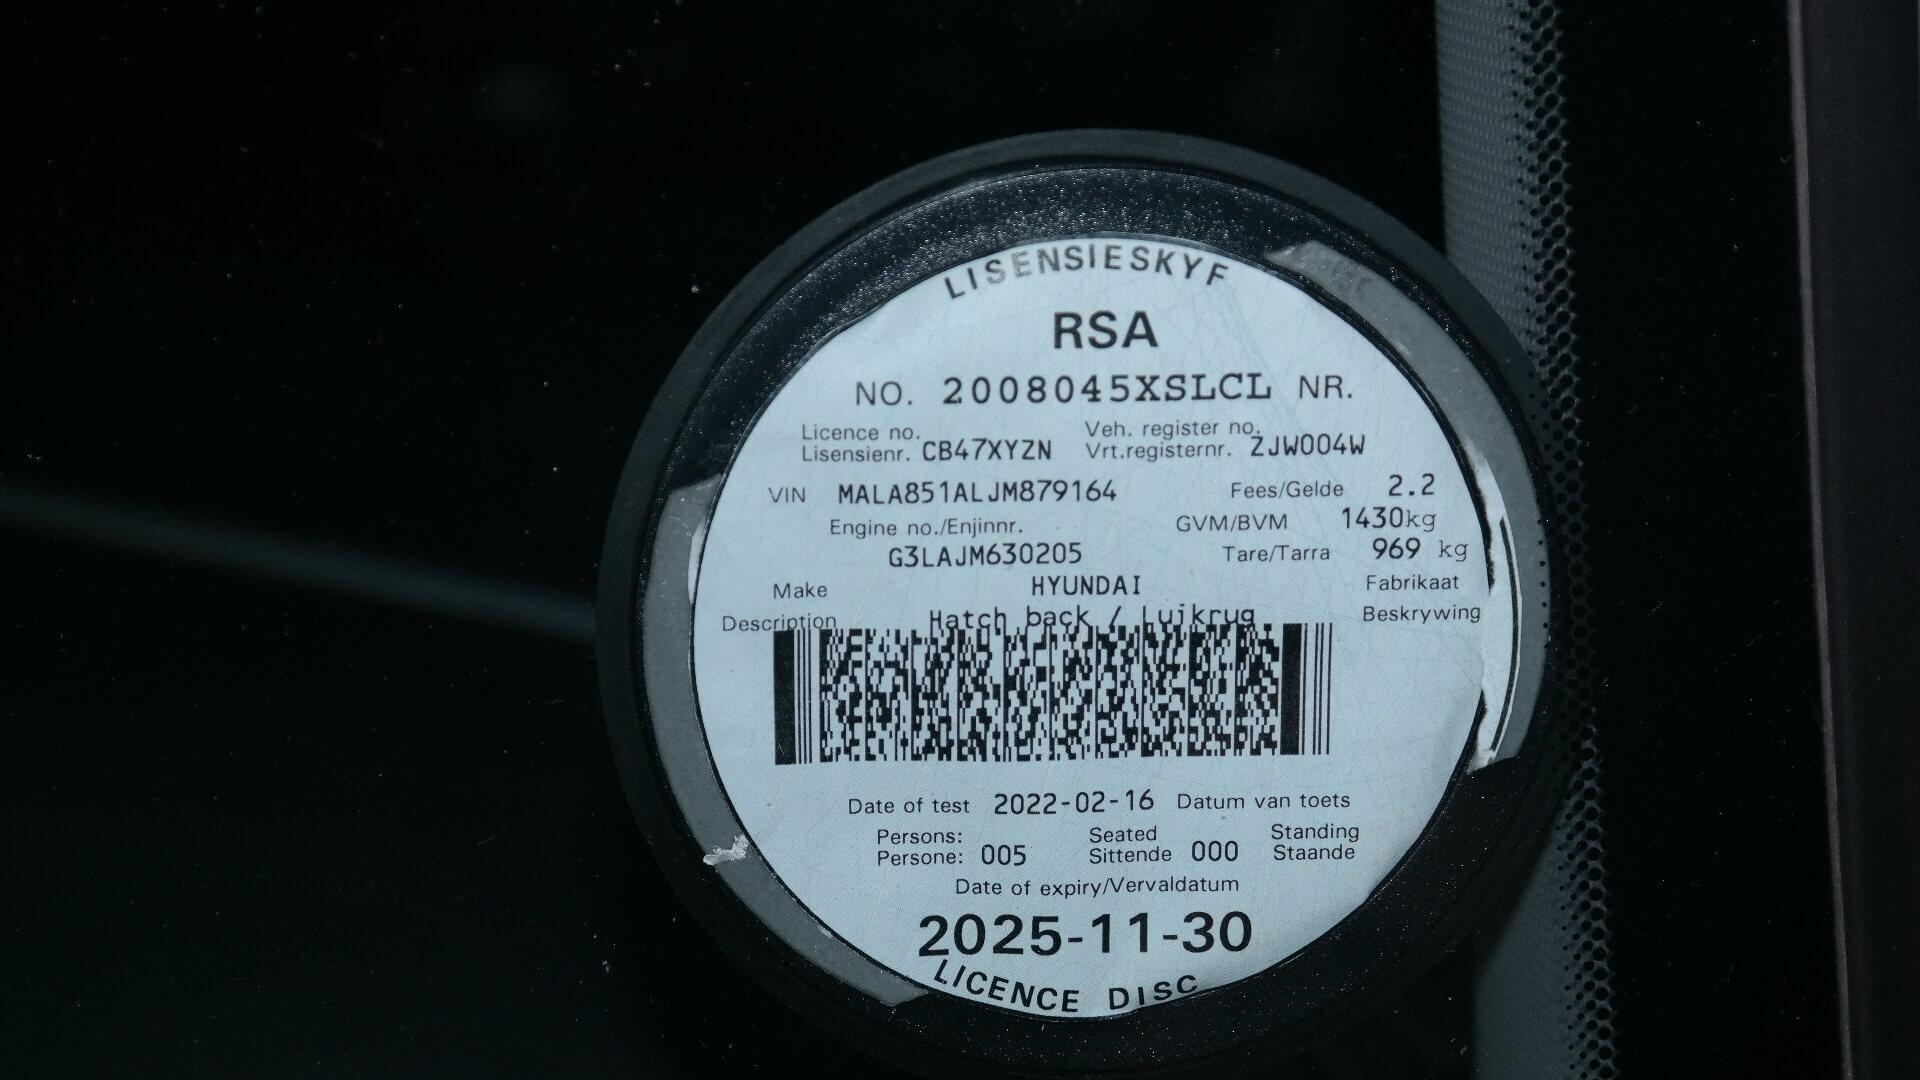 LISENSIESKYF
RSA
NO. 2008045XSLCL NR.
Licence no. Veh. register no.
Lisensienr. CB47XYZN Vrt.registernr. ZJW004W
VIN MALA851ALJM879164 Fees/Gelde 2.2
Engine no./Enjinnr. GVM/BVM 1430kg
G3LAJM630205 Tare/Tarra 969 kg
Make HYUNDAI Fabrikaat
Description Hatch back / Luikrug Beskrywing
Date of test 2022-02-16 Datum van toets
Persons: Seated Standing
Persone: 005 Sittende 000 Staande
Date of expiry/Vervaldatum
2025-11-30
LICENCE DISC